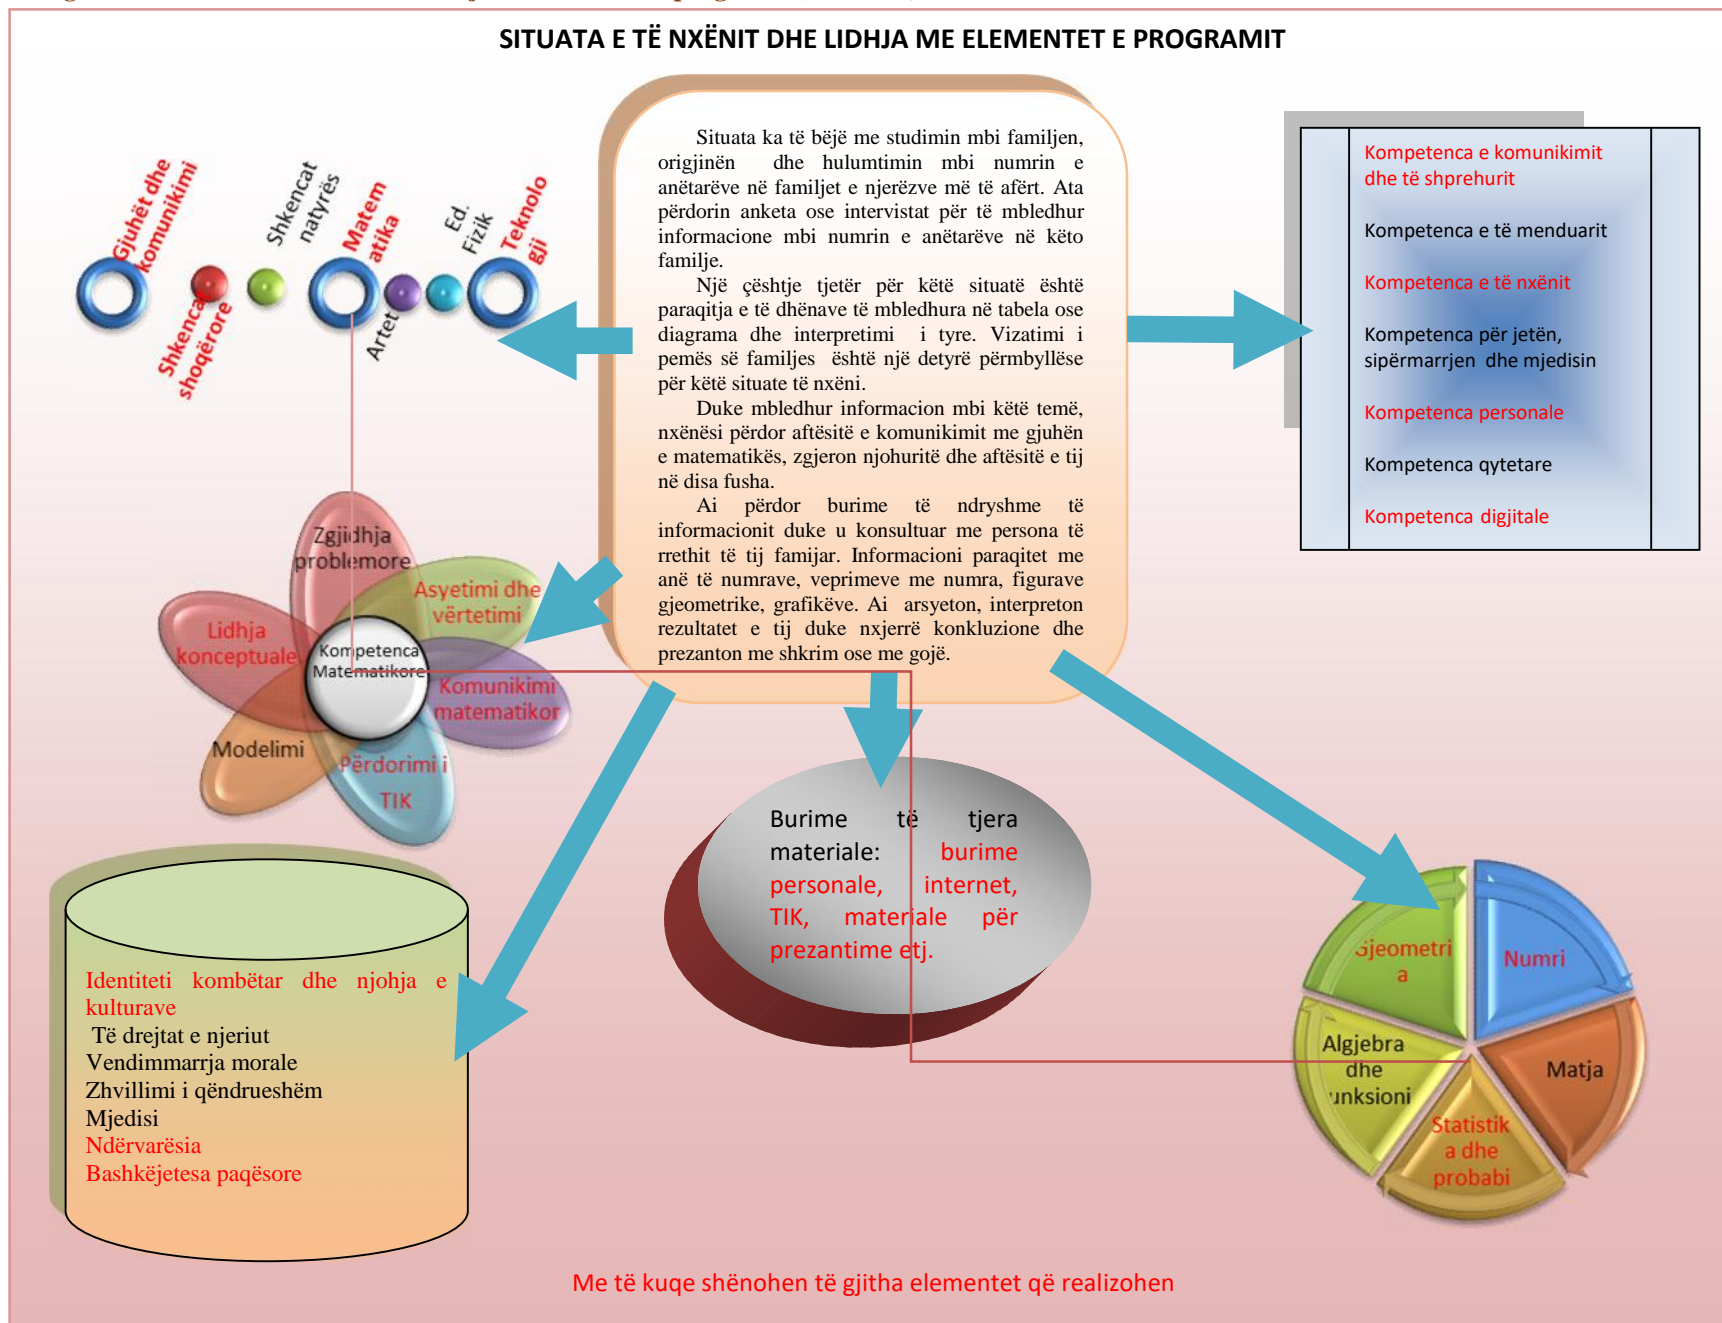 SITUATA E TË NXËNIT DHE LIDHJA ME ELEMENTET E PROGRAMIT
Gjuhët dhe
komunikimi
Shkencat
shoqërore
Shkencat
natyrës
Matem
atika
Artet
Ed.
Fizik
Teknolo
gji
Situata ka të bëjë me studimin mbi familjen,
origjinën dhe hulumtimin mbi numrin e
anëtarëve në familjet e njerëzve më të afërt. Ata
përdorin anketa ose intervistat për të mbledhur
informacione mbi numrin e anëtarëve në këto
familje.
Një çështje tjetër për këtë situatë është
paraqitja e të dhënave të mbledhura në tabela ose
diagrama dhe interpretimi i tyre. Vizatimi i
pemës së familjes është një detyrë përmbyllëse
për këtë situate të nxëni.
Duke mbledhur informacion mbi këtë temë,
nxënësi përdor aftësitë e komunikimit me gjuhën
e matematikës, zgjeron njohuritë dhe aftësitë e tij
në disa fusha.
Ai përdor burime të ndryshme të
informacionit duke u konsultuar me persona të
rrethit të tij famijar. Informacioni paraqitet me
anë të numrave, veprimeve me numra, figurave
gjeometrike, grafikëve. Ai arsyeton, interpreton
rezultatet e tij duke nxjerrë konkluzione dhe
prezanton me shkrim ose me gojë.
Kompetenca e komunikimit
dhe të shprehurit
Kompetenca e të menduarit
Kompetenca e të nxënit
Kompetenca për jetën,
sipërmarrjen dhe mjedisin
Kompetenca personale
Kompetenca qytetare
Kompetenca digjitale
Zgjidhja
problemore
Asyetimi dhe
vërtetimi
Komunikimi
matematikor
Përdorimi i
TIK
Modelimi
Lidhja
konceptuale
Kompetenca
Matematikore
Burime të tjera
materiale: burime
personale, internet,
TIK, materiale për
prezantime etj.
Identiteti kombëtar dhe njohja e
kulturave
Të drejtat e njeriut
Vendimmarrja morale
Zhvillimi i qëndrueshëm
Mjedisi
Ndërvarësia
Bashkëjetesa paqësore
Gjeometri
a
Numri
Matja
Statistik
a dhe
probabi
Algjebra
dhe
unksioni
Me të kuqe shënohen të gjitha elementet që realizohen